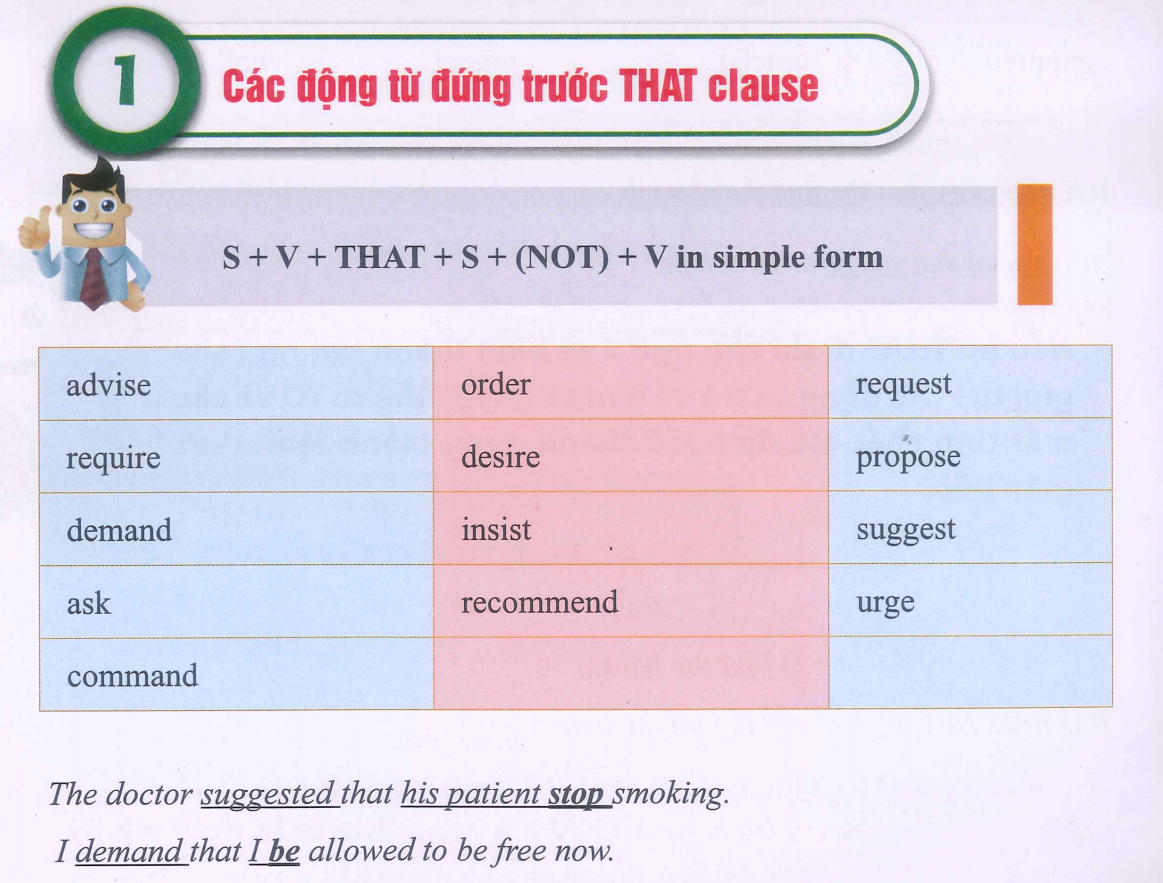 1
Các động từ đứng trước THAT clause
S + V + THAT + S + (NOT) + V in simple form
advise order request
require desire propose
demand insist suggest
ask recommend urge
command
The doctor suggested that his patient stop smoking.
I demand that I be allowed to be free now.